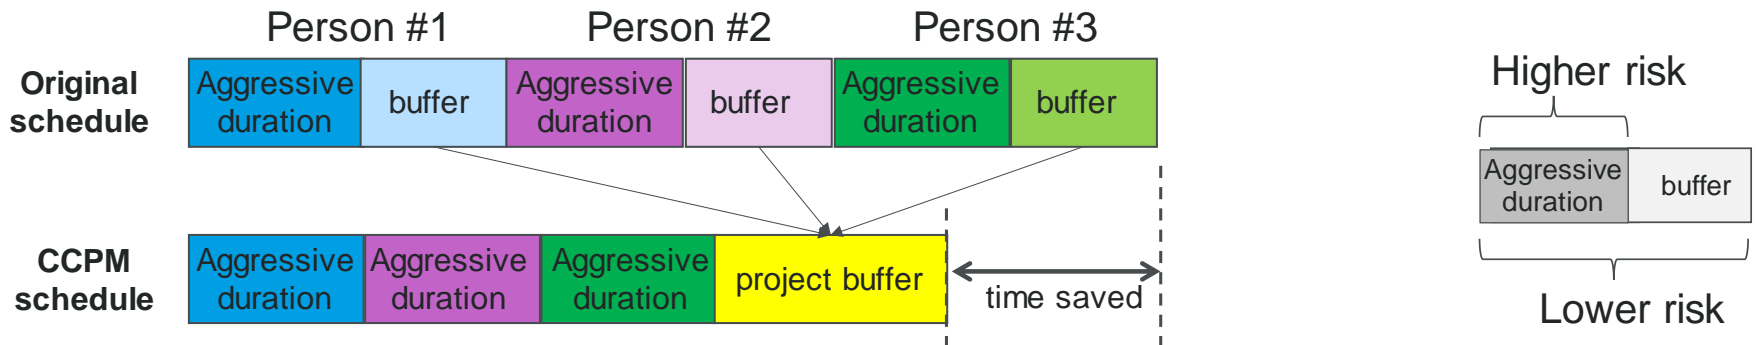 Person #1
Person #2
Person #3
Original
schedule
Aggressive
duration
buffer
Aggressive
duration
buffer
Aggressive
duration
buffer
CCPM
schedule
Aggressive
duration
Aggressive
duration
Aggressive
duration
project buffer
time saved
Higher risk
Aggressive
duration
buffer
Lower risk